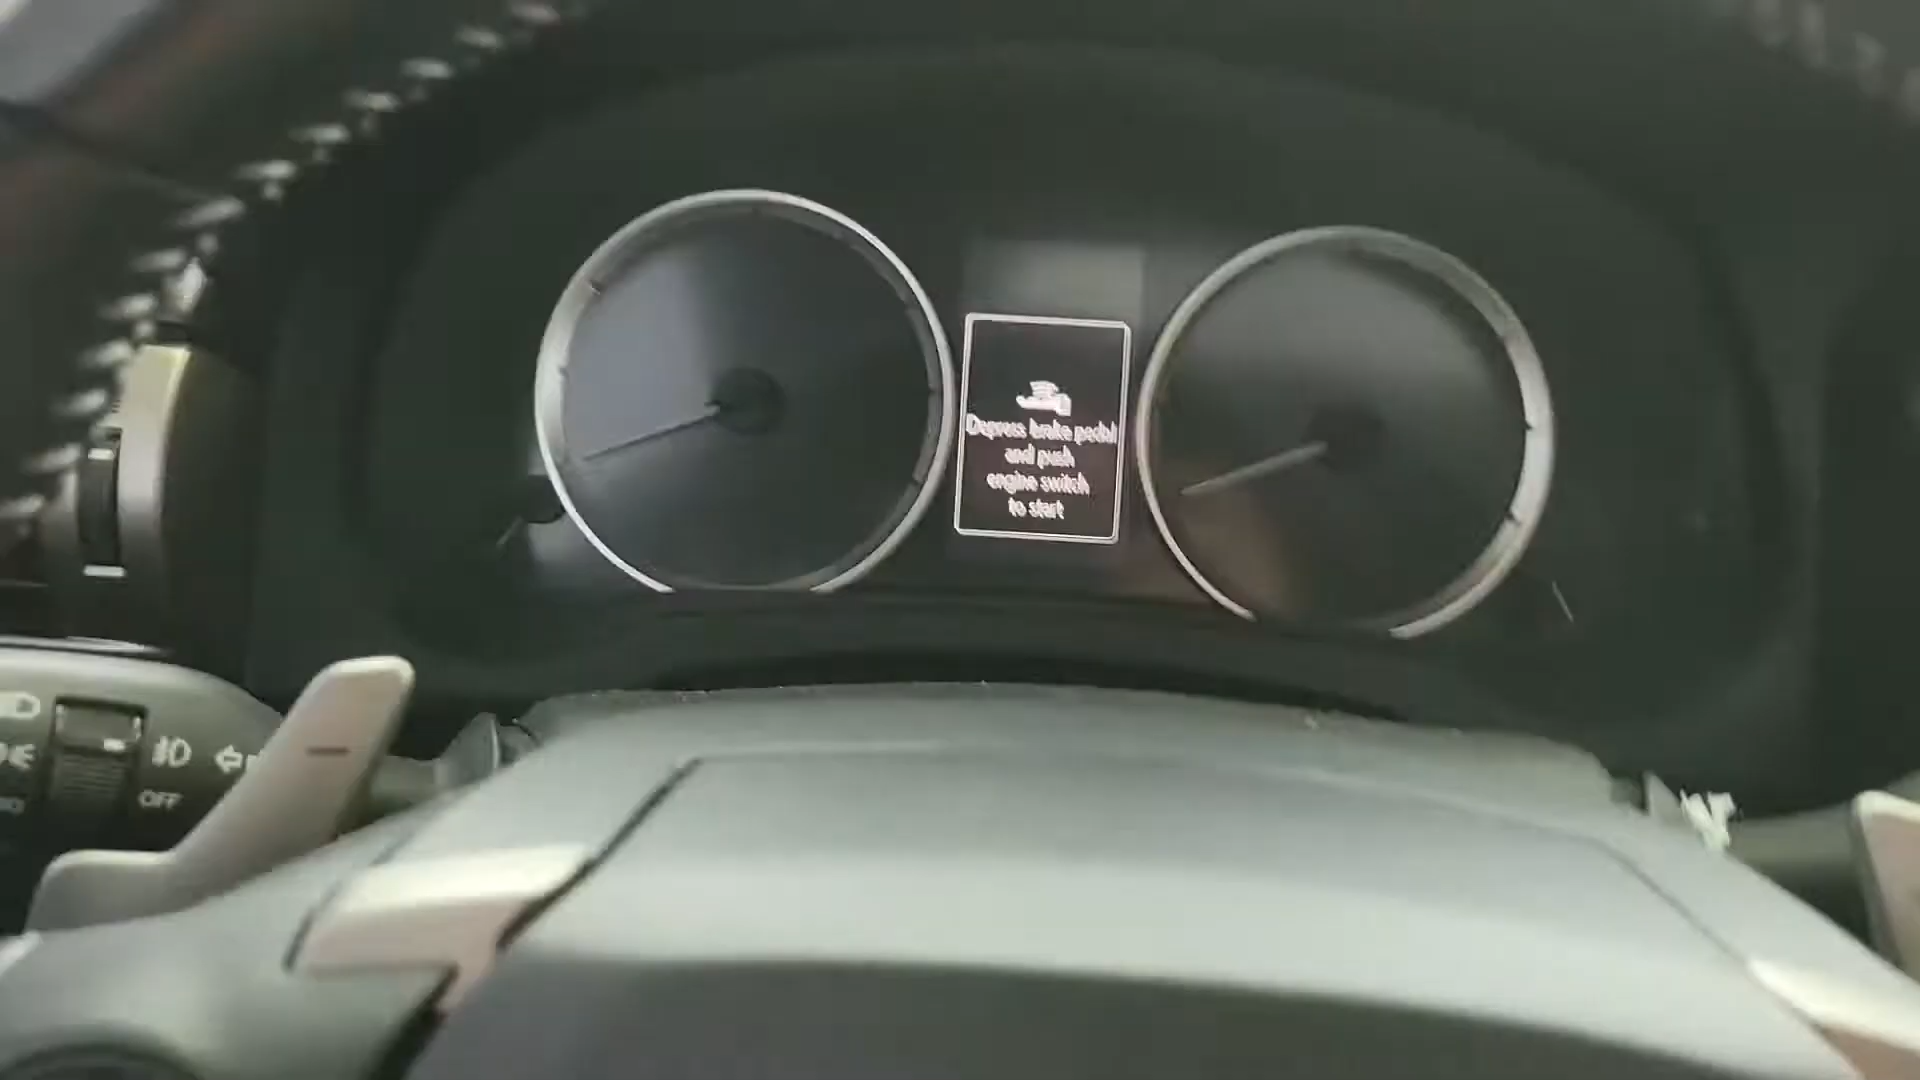 Depress brake pedal
and push
engine switch
to start
OFF